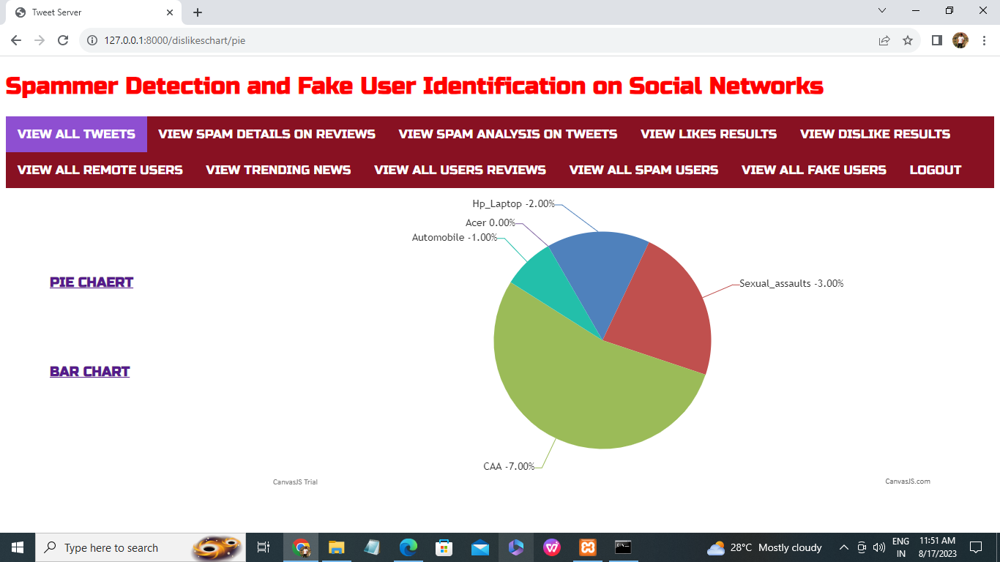 Tweet Server
127.0.0.1:8000/dislikeschart/pie
Spammer Detection and Fake User Identification on Social Networks
VIEW ALL TWEETS VIEW SPAM DETAILS ON REVIEWS VIEW SPAM ANALYSIS ON TWEETS VIEW LIKES RESULTS VIEW DISLIKE RESULTS
VIEW ALL REMOTE USERS VIEW TRENDING NEWS VIEW ALL USERS REVIEWS VIEW ALL SPAM USERS VIEW ALL FAKE USERS LOGOUT
Hp_Laptop -2.00%
Acer 0.00%
Automobile -1.00%
PIE CHAERT
Sexual_assaults -3.00%
BAR CHART
CAA -7.00%
CanvasJS Trial
CanvasJS.com
Type here to search
28°C Mostly cloudy
ENG
IN
11:51 AM
8/17/2023